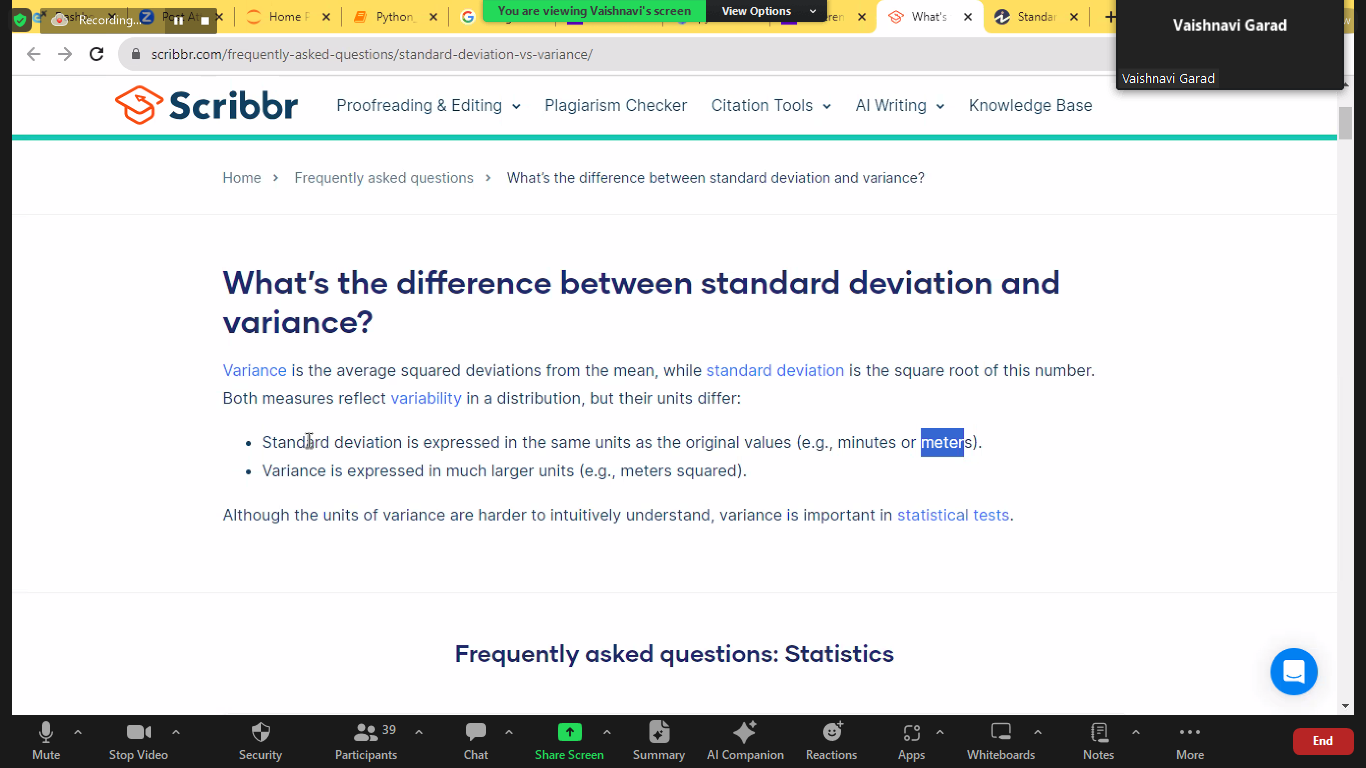 Recording...
Post At
Home
Python_
You are viewing Vaishnavi's screen
View Options
What's
Standar
Vaishnavi Garad
Vaishnavi Garad
scribbr.com/frequently-asked-questions/standard-deviation-vs-variance/
Scribbr
Proofreading & Editing
Plagiarism Checker
Citation Tools
AI Writing
Knowledge Base
Home > Frequently asked questions > What's the difference between standard deviation and variance?
What's the difference between standard deviation and
variance?
Variance is the average squared deviations from the mean, while standard deviation is the square root of this number.
Both measures reflect variability in a distribution, but their units differ:
• Standard deviation is expressed in the same units as the original values (e.g., minutes or meters).
• Variance is expressed in much larger units (e.g., meters squared).
Although the units of variance are harder to intuitively understand, variance is important in statistical tests.
Frequently asked questions: Statistics
39
Mute
Stop Video
Security
Participants
Chat
Share Screen
Summary
AI Companion
Reactions
Apps
Whiteboards
Notes
More
End